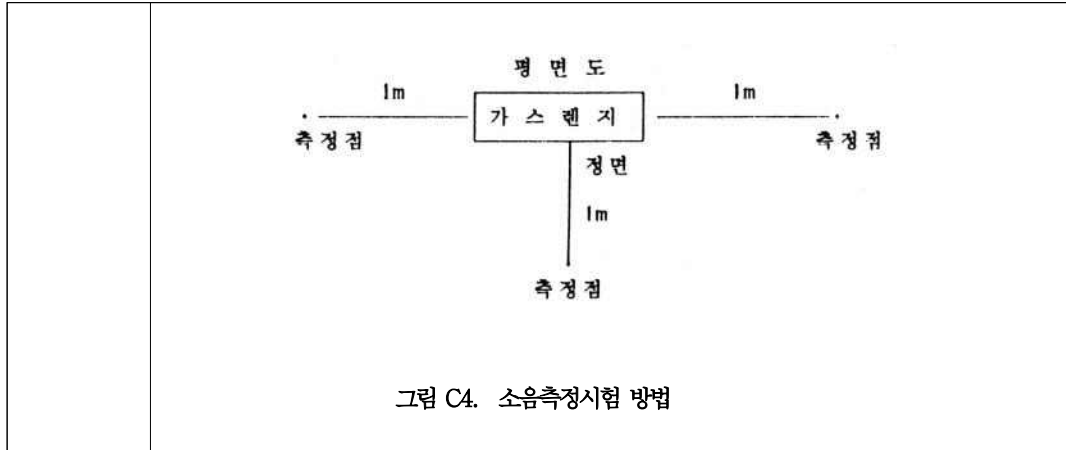 평 면 도
1m 1m
가 스 렌 지
측정점 측정점
정면
1m
측정점
그림 C4. 소음측정시험 방법